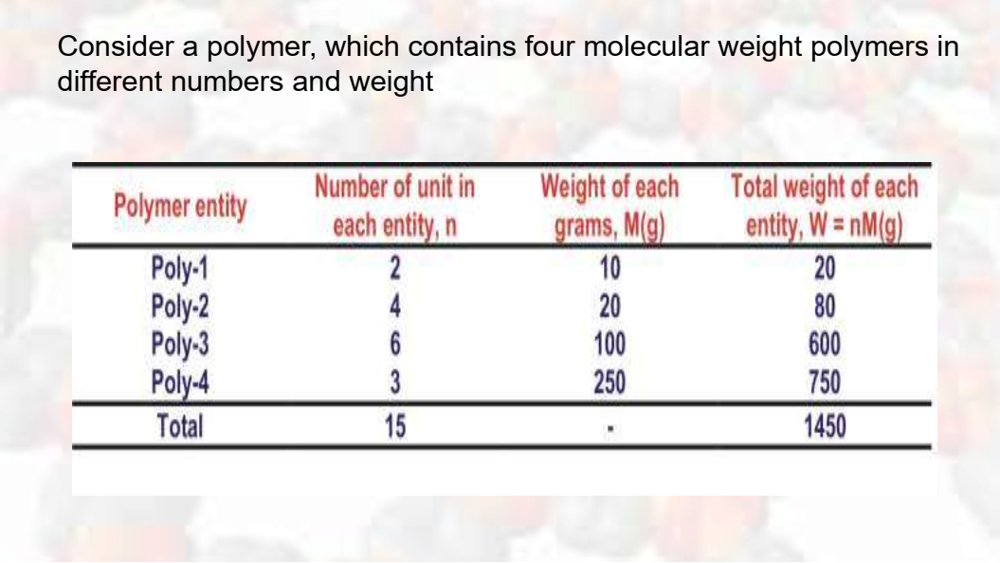 Consider a polymer, which contains four molecular weight polymers in
different numbers and weight
Polymer entity Number of unit in each entity, n Weight of each grams, M(g) Total weight of each entity, W = nM(g)
Poly-1 2 10 20
Poly-2 4 20 80
Poly-3 6 100 600
Poly-4 3 250 750
Total 15 - 1450